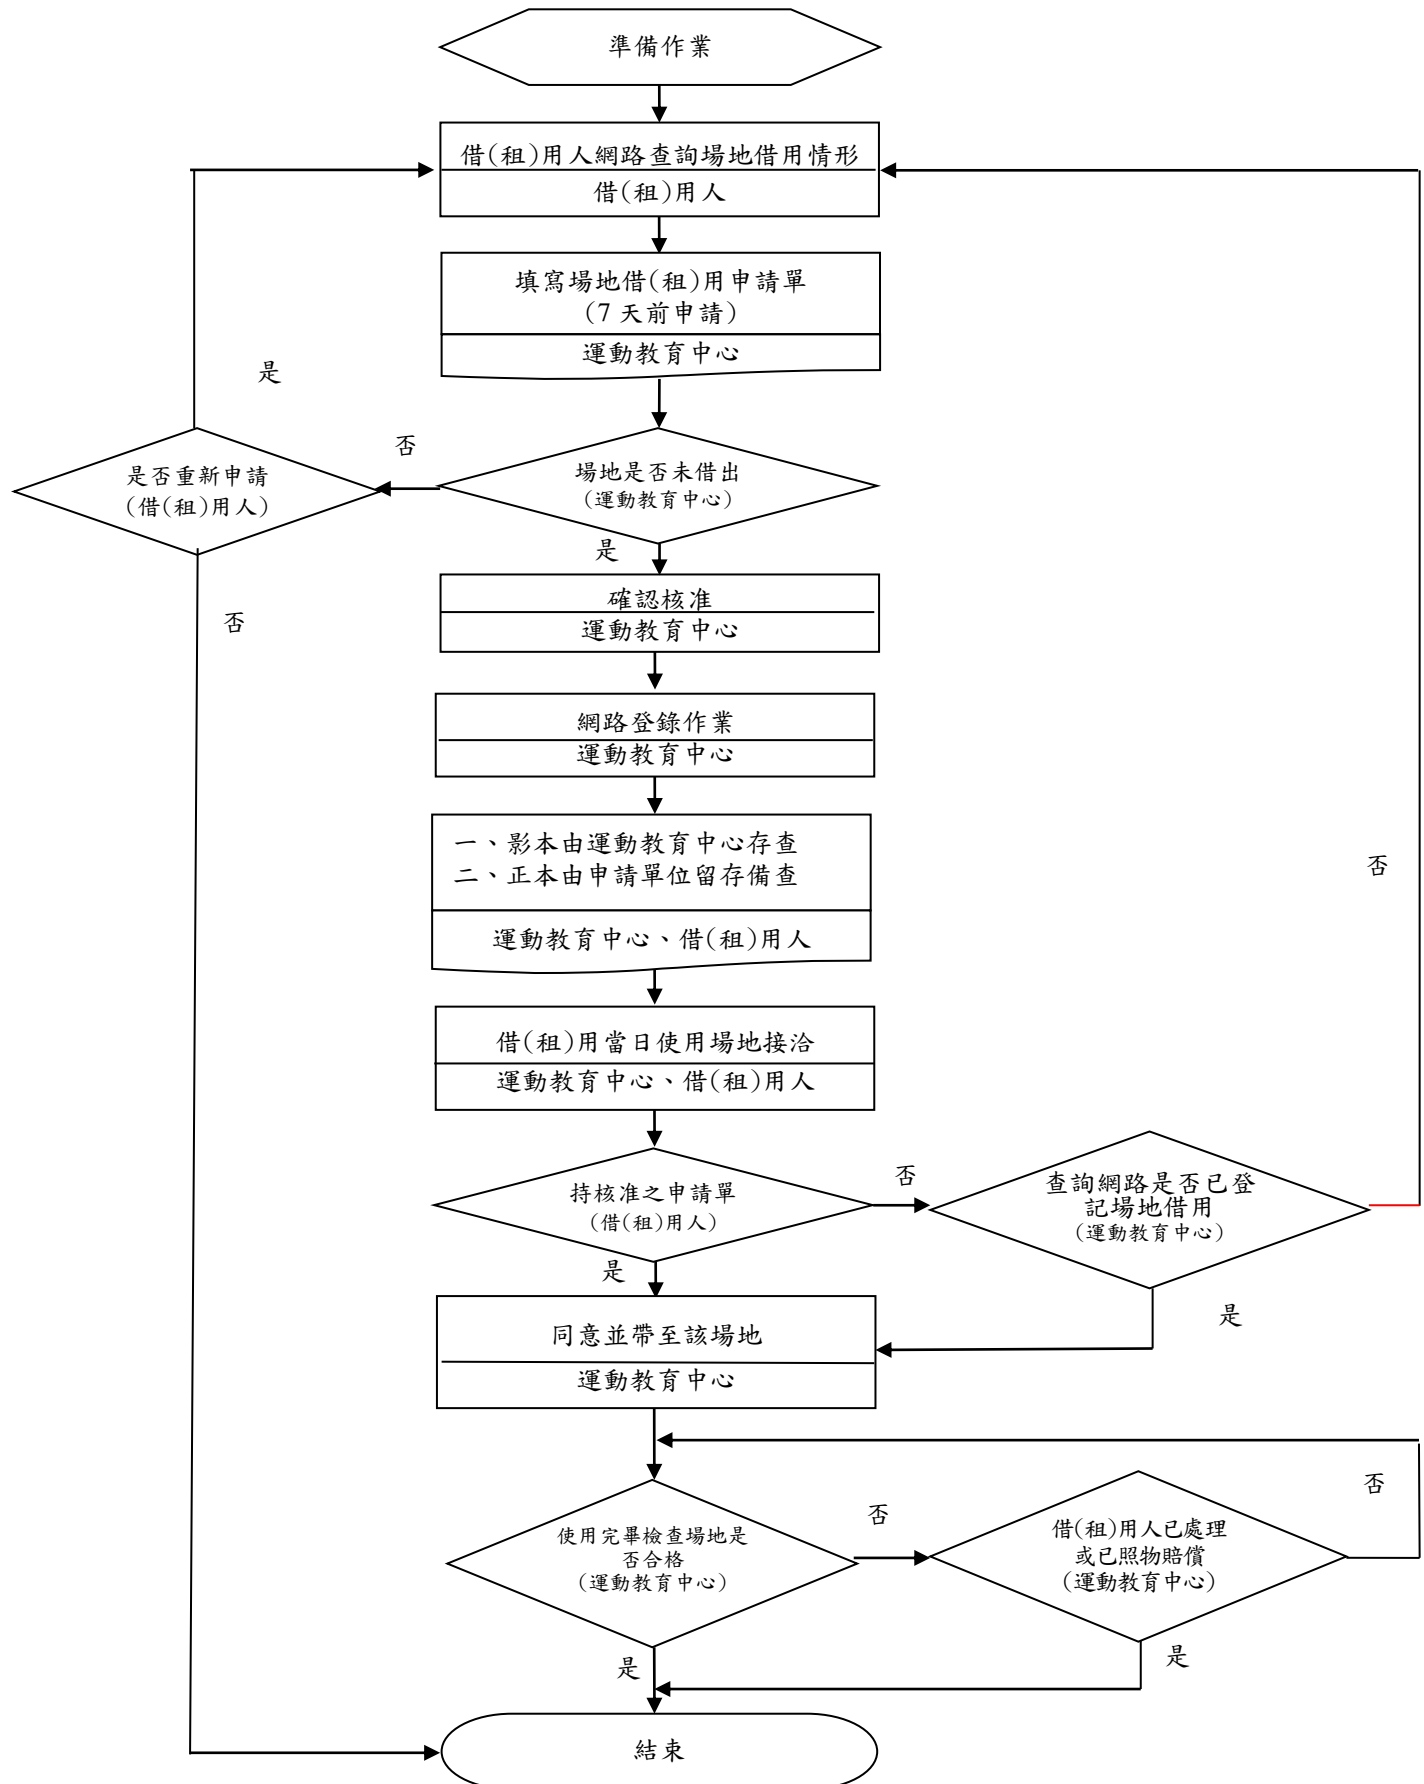 準備作業
借(租)用人網路查詢場地借用情形
借(租)用人
填寫場地借(租)用申請單
(7 天前申請)
運動教育中心
是
否
是否重新申請
(借(租)用人)
場地是否未借出
(運動教育中心)
是
否
確認核准
運動教育中心
網路登錄作業
運動教育中心
一、影本由運動教育中心存查
二、正本由申請單位留存備查
否
運動教育中心、借(租)用人
借(租)用當日使用場地接洽
運動教育中心、借(租)用人
持核准之申請單
(借(租)用人)
否
查詢網路是否已登
記場地借用
(運動教育中心)
是
是
同意並帶至該場地
運動教育中心
使用完畢檢查場地是
否合格
(運動教育中心)
否
借(租)用人已處理
或已照物賠償
(運動教育中心)
否
是
是
結束